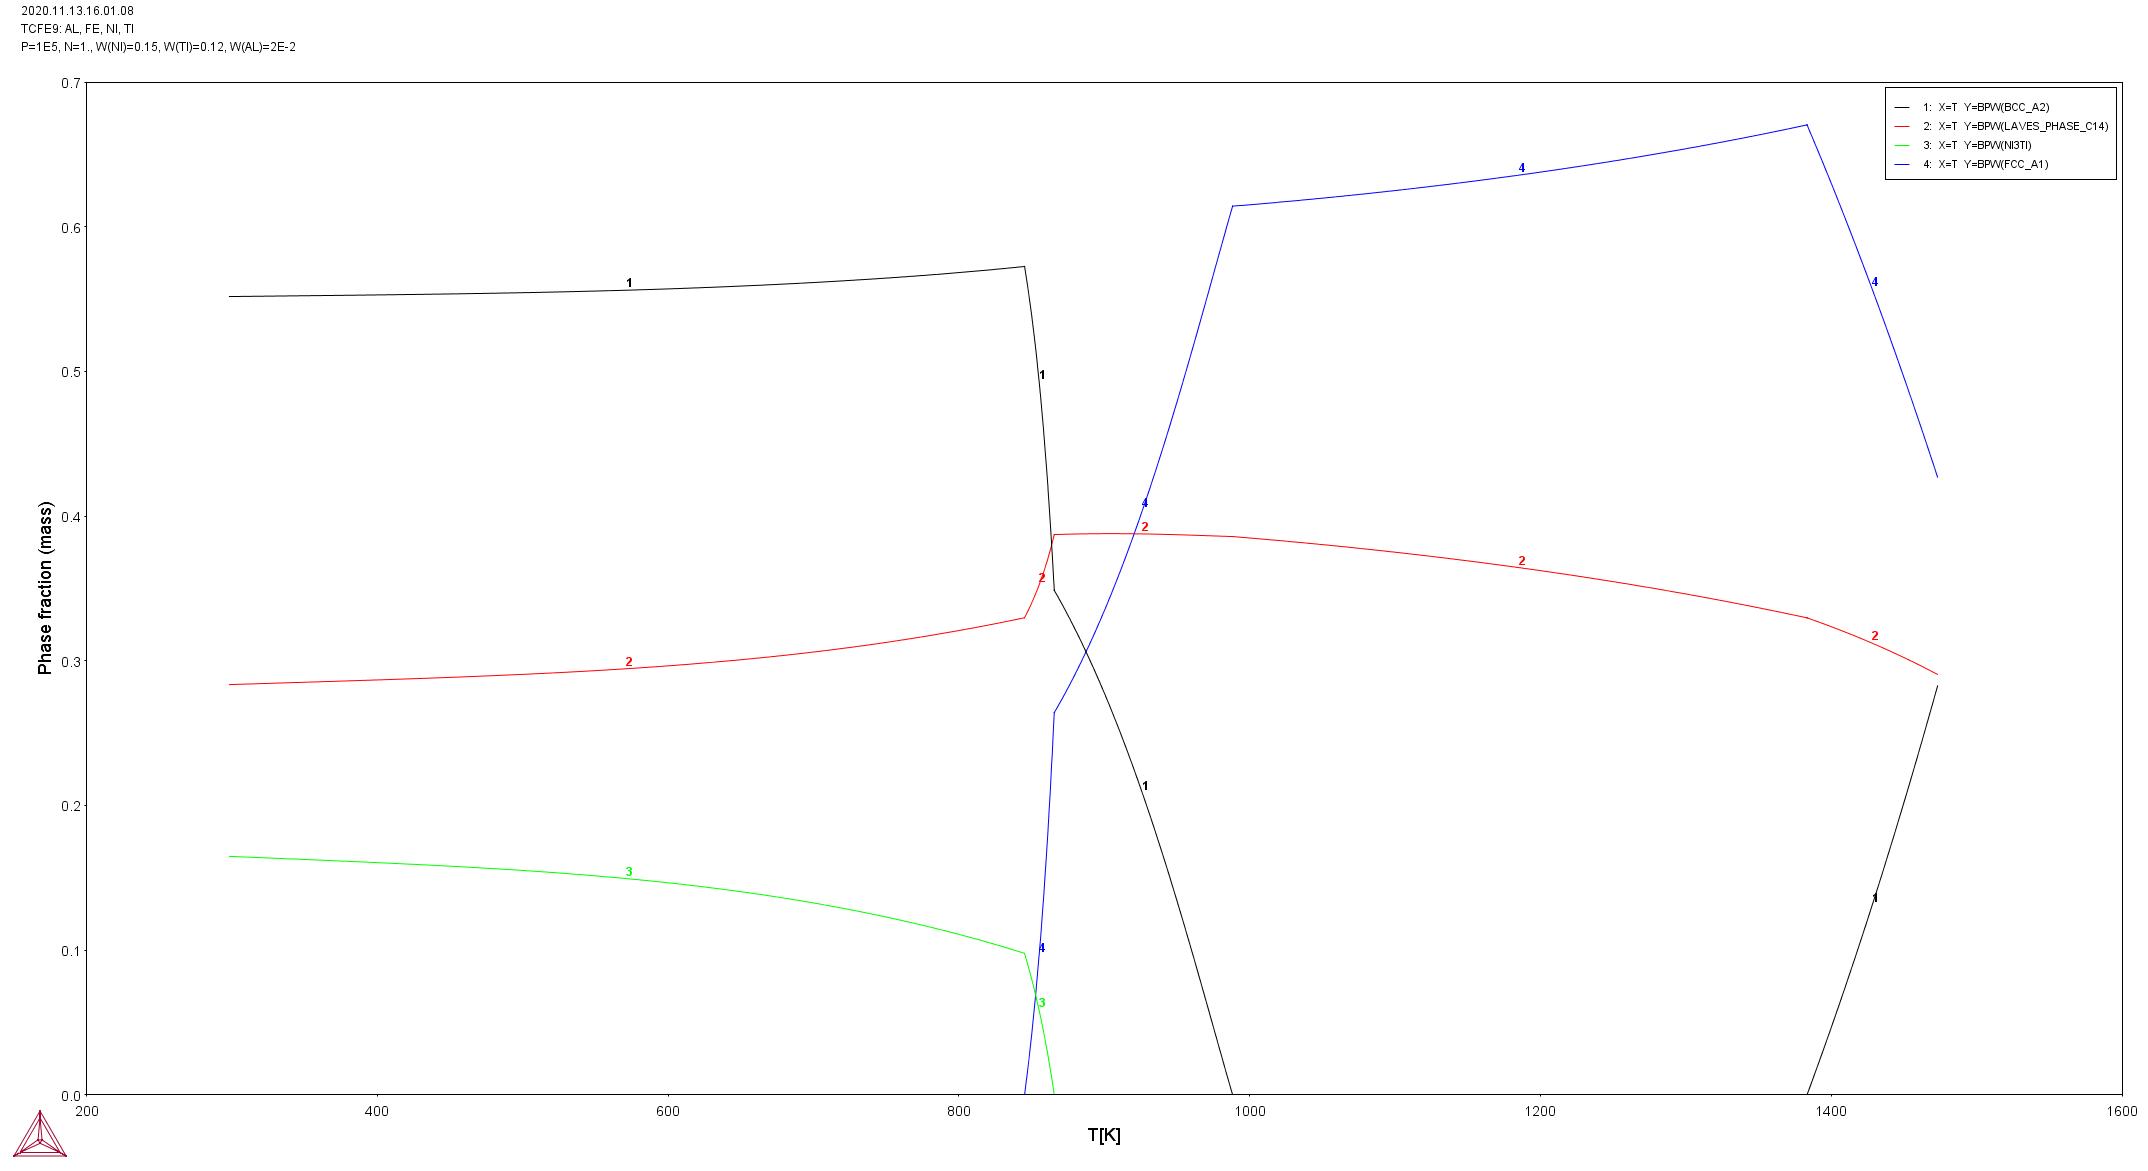 2020.11.13.16.01.08
TCFE9: AL, FE, NI, TI
P=1E5, N=1., W(NI)=0.15, W(TI)=0.12, W(AL)=2E-2
0.7
1: X=T Y=BPW(BCC_A2)
2: X=T Y=BPW(LAVES_PHASE_C14)
3: X=T Y=BPW(NI3TI)
4: X=T Y=BPW(FCC_A1)
4
0.6
1
4
0.5
1
4
0.4
2
2
2
Phase fraction (mass)
2
0.3
2
0.2
1
3
1
0.1
4
3
0.0
200 400 600 800 1000 1200 1400 1600
T[K]